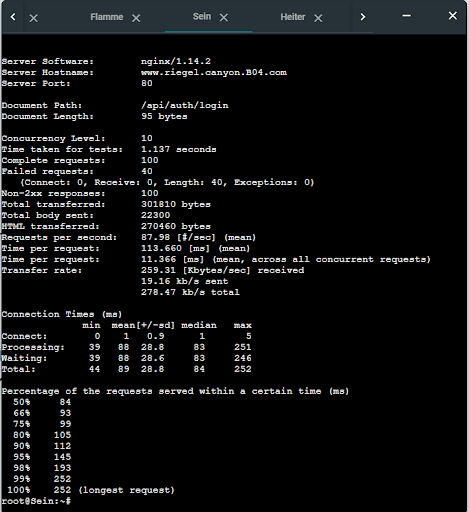 Flamme Sein Heiter
Server Software: nginx/1.14.2
Server Hostname: www.riegel.canyon.B04.com
Server Port: 80
Document Path: /api/auth/login
Document Length: 95 bytes
Concurrency Level: 10
Time taken for tests: 1.137 seconds
Complete requests: 100
Failed requests: 40
(Connect: 0, Receive: 0, Length: 40, Exceptions: 0)
Non-2xx responses: 100
Total transferred: 301810 bytes
Total body sent: 22300
HTML transferred: 270460 bytes
Requests per second: 87.98 [#/sec] (mean)
Time per request: 113.660 [ms] (mean)
Time per request: 11.366 [ms] (mean, across all concurrent requests)
Transfer rate: 259.31 [Kbytes/sec] received
19.16 kb/s sent
278.47 kb/s total
Connection Times (ms)
min mean[+/-sd] median max
Connect: 0 1 0.9 1 5
Processing: 39 88 28.8 83 251
Waiting: 39 88 28.6 83 246
Total: 44 89 28.8 84 252
Percentage of the requests served within a certain time (ms)
50% 84
66% 93
75% 99
80% 105
90% 112
95% 145
98% 193
99% 252
100% 252 (longest request)
root@Sein:~#